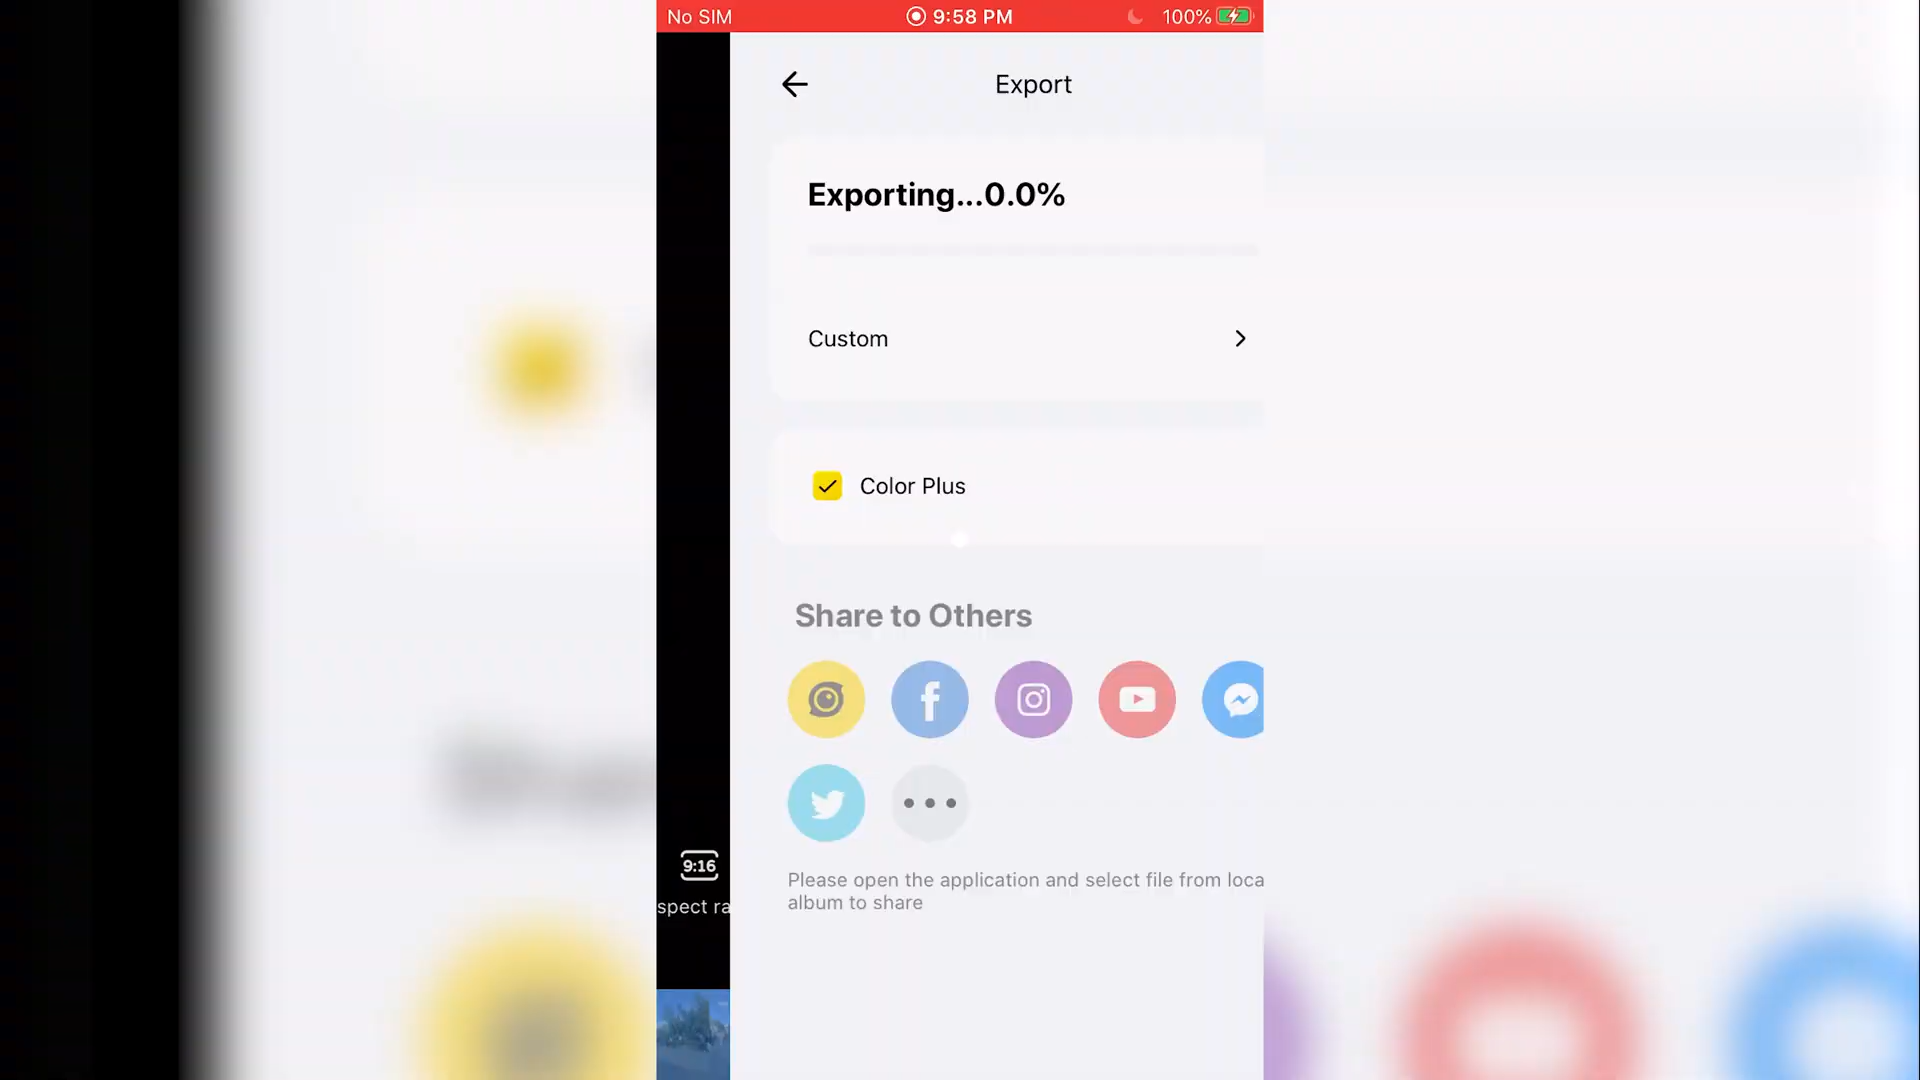 No SIM 9:58 PM 100%
Export
Exporting...0.0%
Custom
Color Plus
Share to Others
9:16
spect ra
Please open the application and select file from loca
album to share